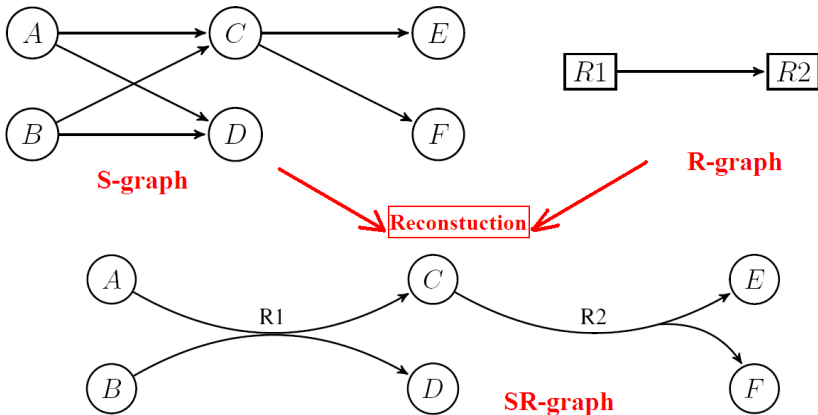 A C E
R1 R2
B D F
S-graph
R-graph
Reconstuction
A C E
R1 R2
B D F
SR-graph